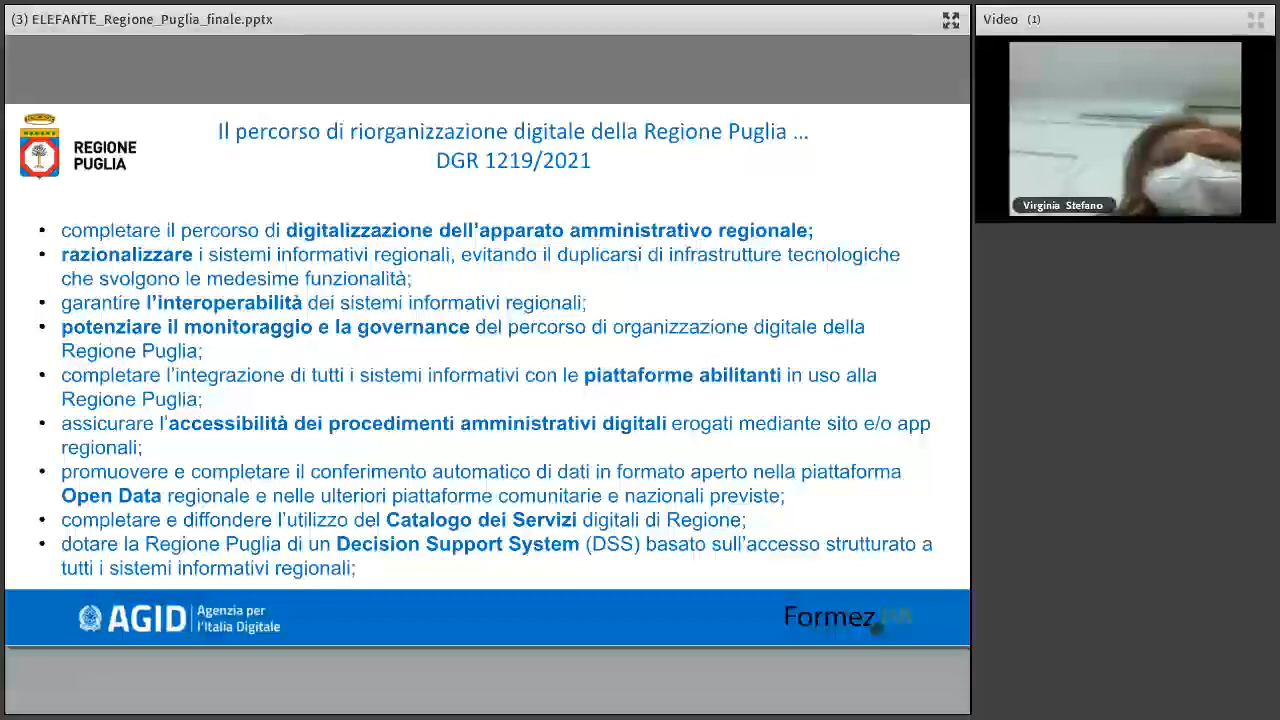 (3) ELEFANTE_Regione_Puglia_finale.pptx
Video (1)
REGIONE
PUGLIA
Il percorso di riorganizzazione digitale della Regione Puglia ...
DGR 1219/2021
Virginia Stefano
• completare il percorso di digitalizzazione dell'apparato amministrativo regionale;
• razionalizzare i sistemi informativi regionali, evitando il duplicarsi di infrastrutture tecnologiche
che svolgono le medesime funzionalità;
• garantire l'interoperabilità dei sistemi informativi regionali;
• potenziare il monitoraggio e la governance del percorso di organizzazione digitale della
Regione Puglia;
• completare l'integrazione di tutti i sistemi informativi con le piattaforme abilitanti in uso alla
Regione Puglia;
• assicurare l'accessibilità dei procedimenti amministrativi digitali erogati mediante sito e/o app
regionali;
• promuovere e completare il conferimento automatico di dati in formato aperto nella piattaforma
Open Data regionale e nelle ulteriori piattaforme comunitarie e nazionali previste;
• completare e diffondere l'utilizzo del Catalogo dei Servizi digitali di Regione;
• dotare la Regione Puglia di un Decision Support System (DSS) basato sull'accesso strutturato a
tutti i sistemi informativi regionali;
AGID
Agenzia per
l'Italia Digitale
Formez